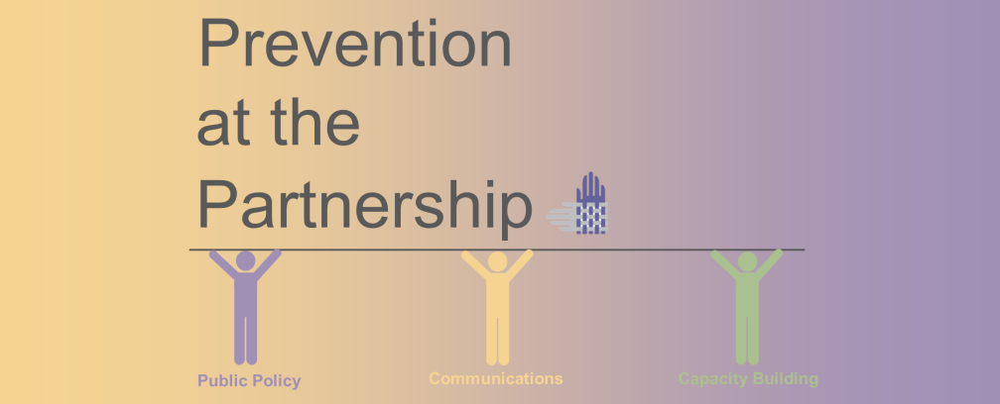 Prevention
at the
Partnership
Public Policy
Communications
Capacity Building